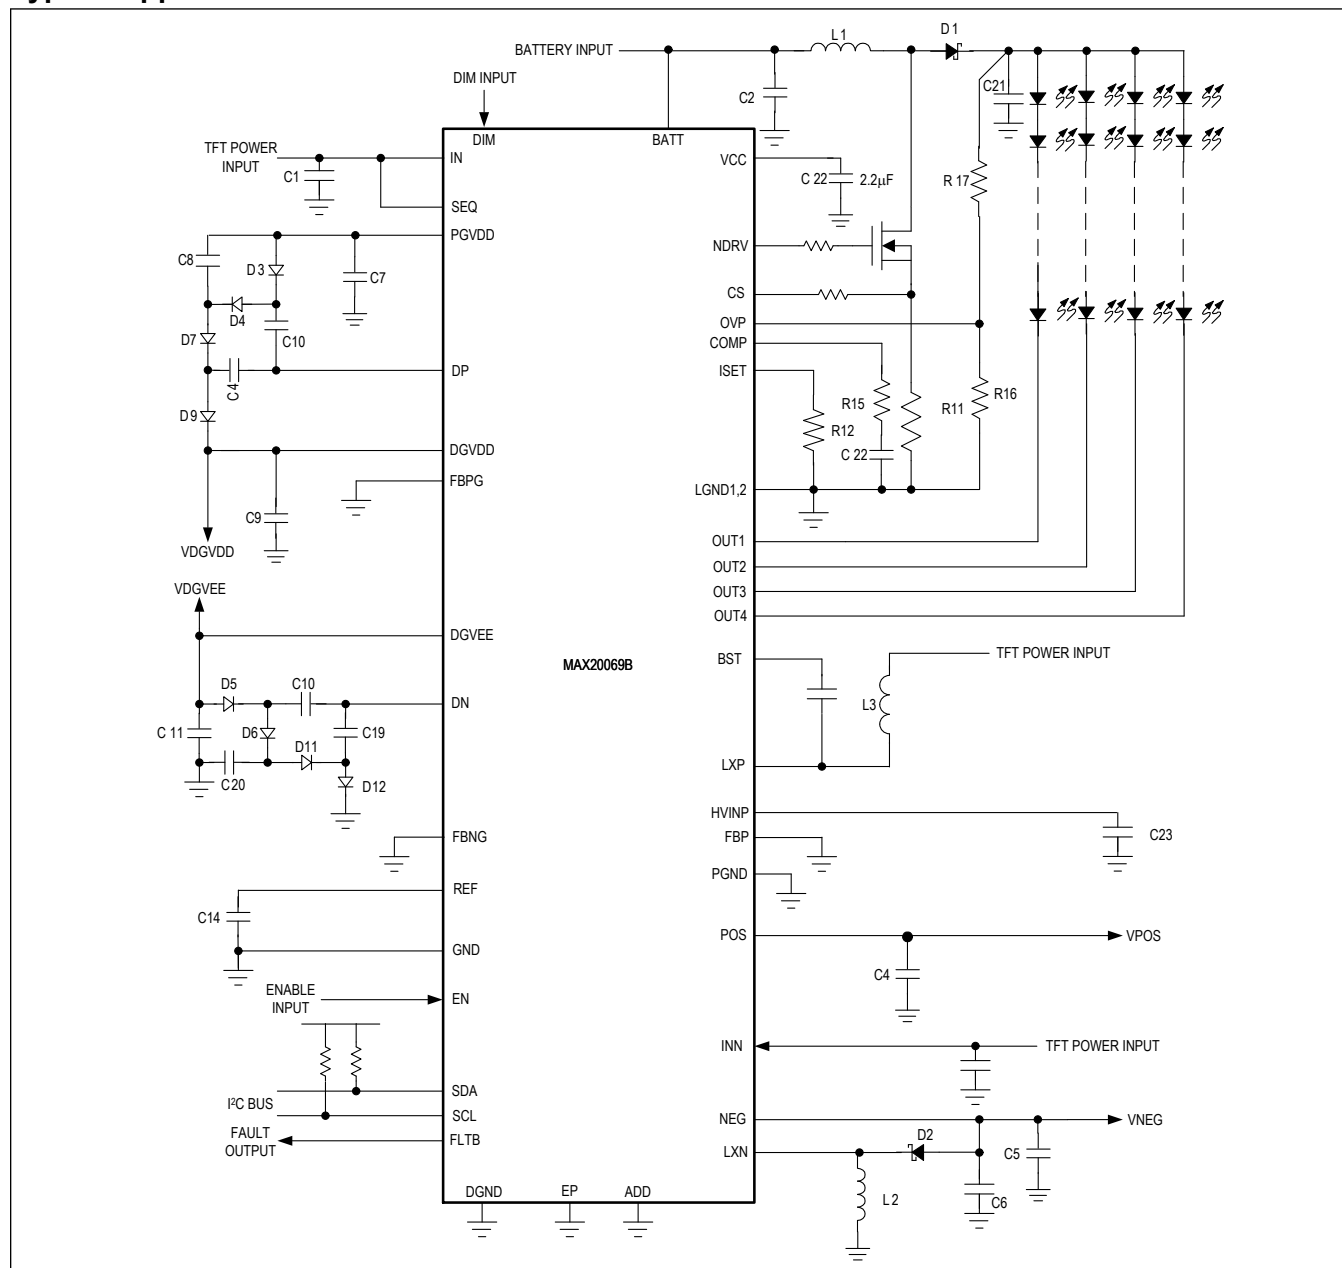 BATTERY INPUT
L1
D1
DIM INPUT
C2
C21
DIM
BATT
TFT POWER
INPUT
C1
IN
SEQ
VCC
C 22
2.2µF
R 17
PGVDD
NDRV
C8
D3
C7
D4
CS
C10
OVP
D7
COMP
C4
DP
ISET
D9
R15
R12
R11
R16
C 22
DGVDD
FBPG
C9
LGND1,2
VDGVDD
OUT1
OUT2
VDGVEE
OUT3
OUT4
DGVEE
MAX20069B
BST
TFT POWER INPUT
D5
C10
DN
L3
C 11
D6
D11
C19
C20
D12
LXP
HVINP
FBNG
FBP
C23
PGND
REF
C14
POS
VPOS
GND
C4
ENABLE
INPUT
EN
INN
TFT POWER INPUT
SDA
I²C BUS
SCL
NEG
VNEG
FAULT
OUTPUT
FLTB
D2
LXN
C5
L2
C6
DGND
EP
ADD